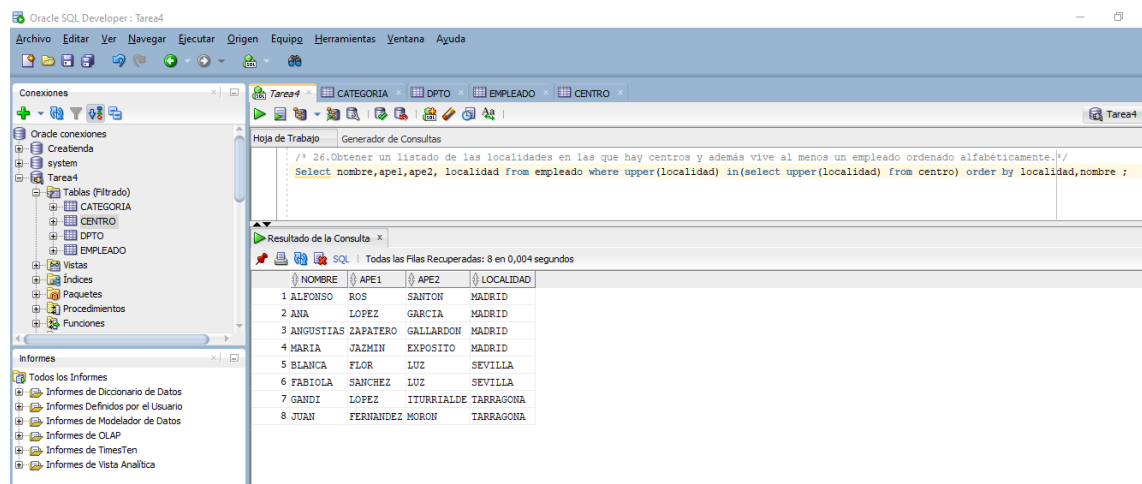 Oracle SQL Developer : Tarea4
Archivo Editar Ver Navegar Ejecutar Origen Equipo Herramientas Ventana Ayuda
Conexiones
Oracle conexiones
Creatienda
system
Tarea4
Tablas (Filtrado)
CATEGORIA
CENTRO
DPTO
EMPLEADO
Vistas
Índices
Paquetes
Procedimientos
Funciones
Informes
Todos los Informes
Informes de Diccionario de Datos
Informes Definidos por el Usuario
Informes de Modelador de Datos
Informes de OLAP
Informes de TimesTen
Informes de Vista Analítica
Tarea4 CATEGORIA DPTO EMPLEADO CENTRO
Tarea4
Hoja de Trabajo Generador de Consultas
/* 26.Obtener un listado de las localidades en las que hay centros y además vive al menos un empleado ordenado alfabéticamente.*/
Select nombre,ape1,ape2, localidad from empleado where upper(localidad) in(select upper(localidad) from centro) order by localidad,nombre ;
Resultado de la Consulta x
SQL | Todas las Filas Recuperadas: 8 en 0,004 segundos
NOMBRE APE1 APE2 LOCALIDAD
1 ALFONSO ROS SANTON MADRID
2 ANA LOPEZ GARCIA MADRID
3 ANGUSTIAS ZAPATERO GALLARDON MADRID
4 MARIA JAZMIN EXPOSITO MADRID
5 BLANCA FLOR LUZ SEVILLA
6 FABIOLA SANCHEZ LUZ SEVILLA
7 GANDI LOPEZ ITURRIALDE TARRAGONA
8 JUAN FERNANDEZ MORON TARRAGONA